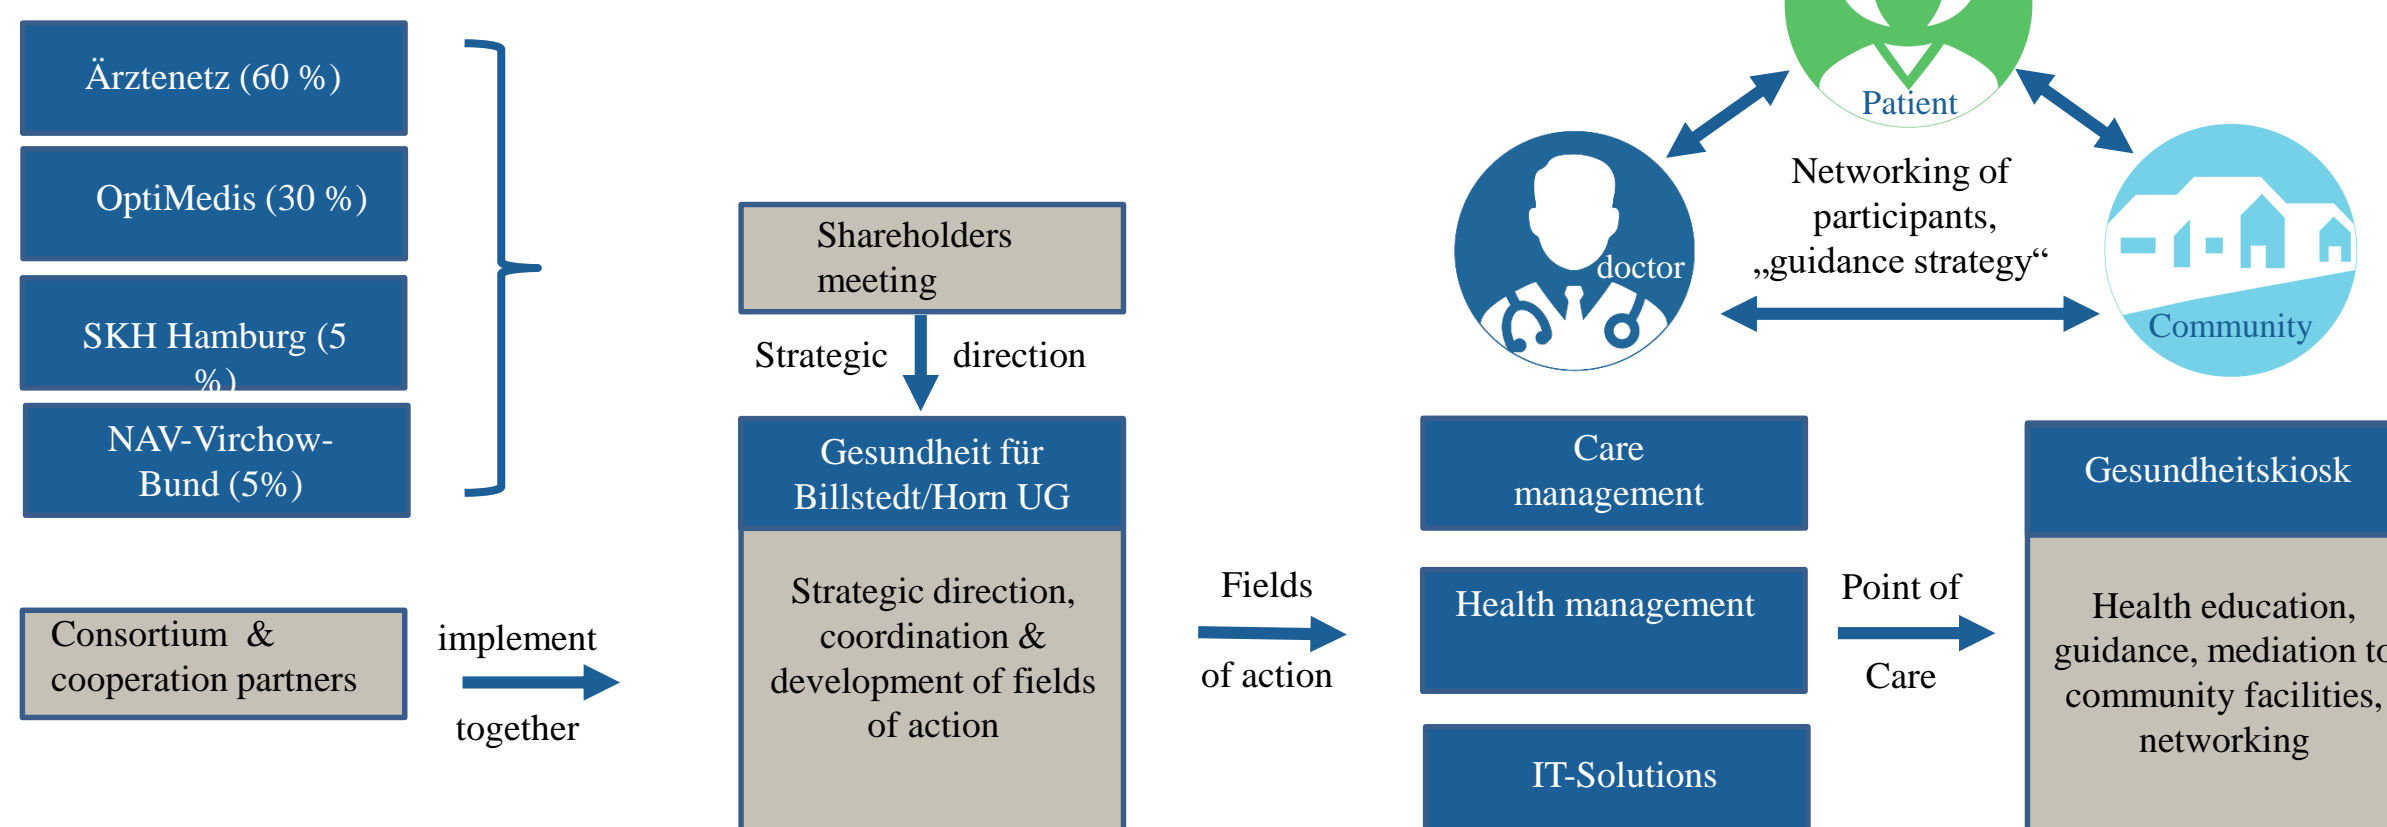 Ärztenetz (60 %)
OptiMedis (30 %)
SKH Hamburg (5
%)
NAV-Virchow-
Bund (5%)
Consortium &
cooperation partners
implement
together
Shareholders
meeting
Strategic direction
Gesundheit für
Billstedt/Horn UG
Strategic direction,
coordination &
development of fields
of action
Fields
of action
Patient
doctor
Networking of
participants,
„guidance strategy“
Community
Care
management
Health management
IT-Solutions
Point of
Care
Gesundheitskiosk
Health education,
guidance, mediation to
community facilities,
networking